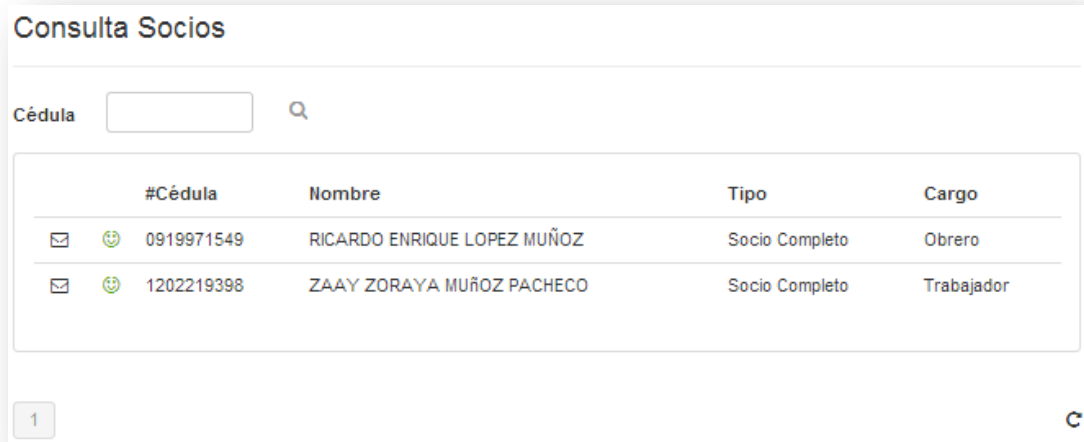 Consulta Socios
Cédula
#Cédula Nombre Tipo Cargo
0919971549 RICARDO ENRIQUE LOPEZ MUÑOZ Socio Completo Obrero
1202219398 ZAAY ZORAYA MUñOZ PACHECO Socio Completo Trabajador
1